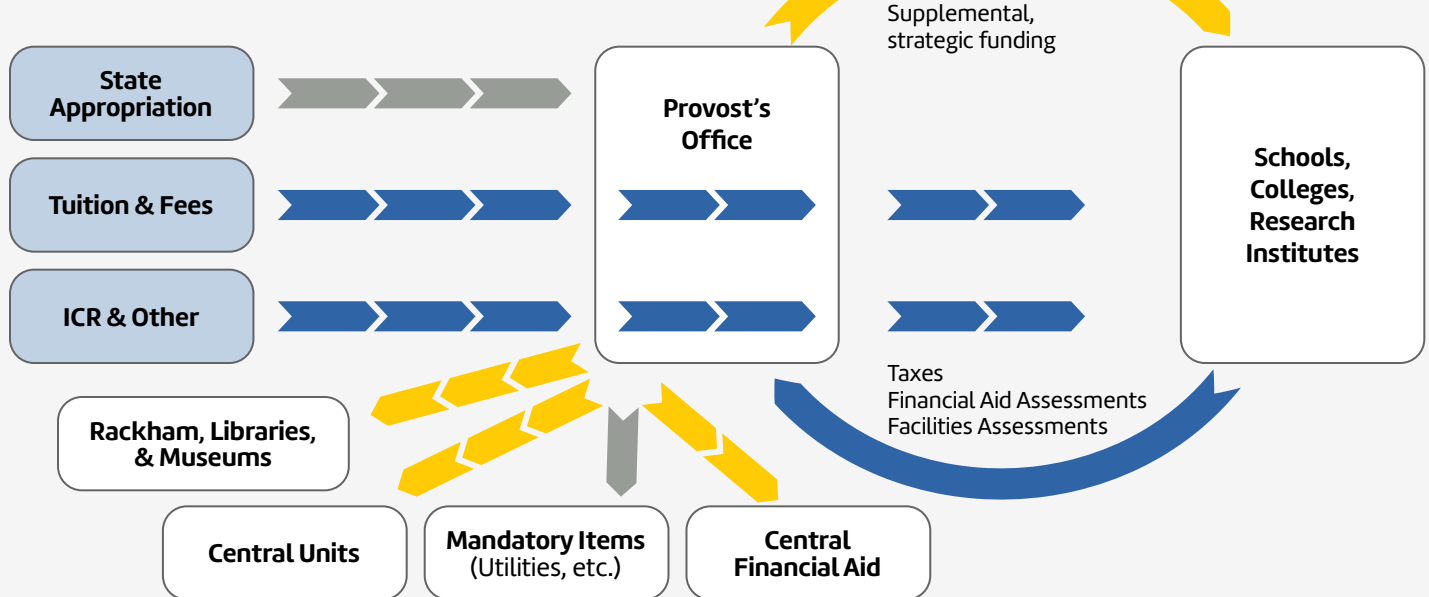 Supplemental,
strategic funding
State
Appropriation
Provost's
Office
Schools,
Colleges,
Research
Institutes
Tuition & Fees
ICR & Other
Taxes
Financial Aid Assessments
Facilities Assessments
Rackham, Libraries,
& Museums
Central Units
Mandatory Items
(Utilities, etc.)
Central
Financial Aid